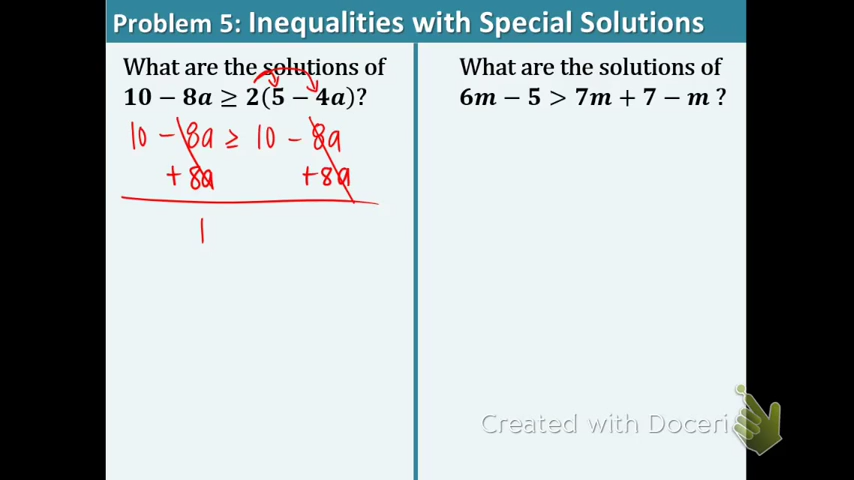 Problem 5: Inequalities with Special Solutions
What are the solutions of
10 − 8a ≥ 2(5 − 4a)?
10 − 8a ≥ 10 − 8a
+8a +8a
1
What are the solutions of
6m − 5 > 7m + 7 − m ?
Created with Doceri